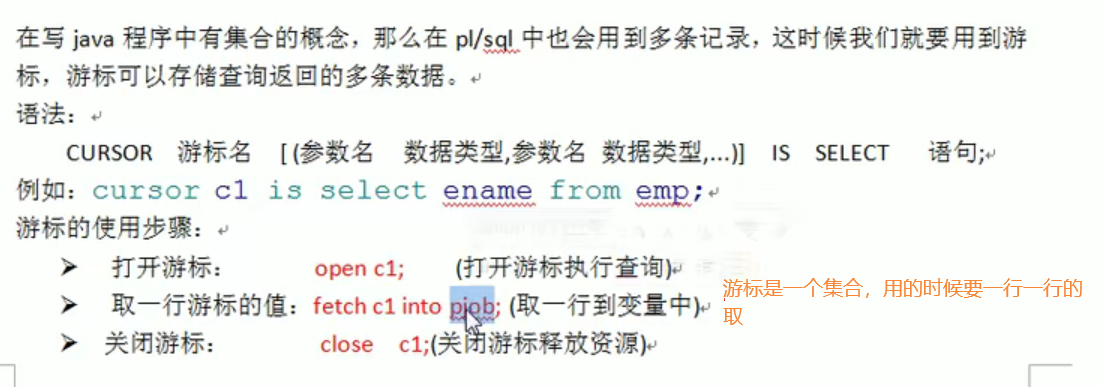 在写 java 程序中有集合的概念，那么在 pl/sql 中也会用到多条记录，这时候我们就要用到游
标，游标可以存储查询返回的多条数据。
语法：
CURSOR 游标名 [ (参数名 数据类型,参数名 数据类型,...)] IS SELECT 语句;
例如：cursor c1 is select ename from emp;
游标的使用步骤：
➤ 打开游标： open c1; (打开游标执行查询)
➤ 取一行游标的值：fetch c1 into pjob; (取一行到变量中)
游标是一个集合，用的时候要一行一行的
取
➤ 关闭游标： close c1;(关闭游标释放资源)